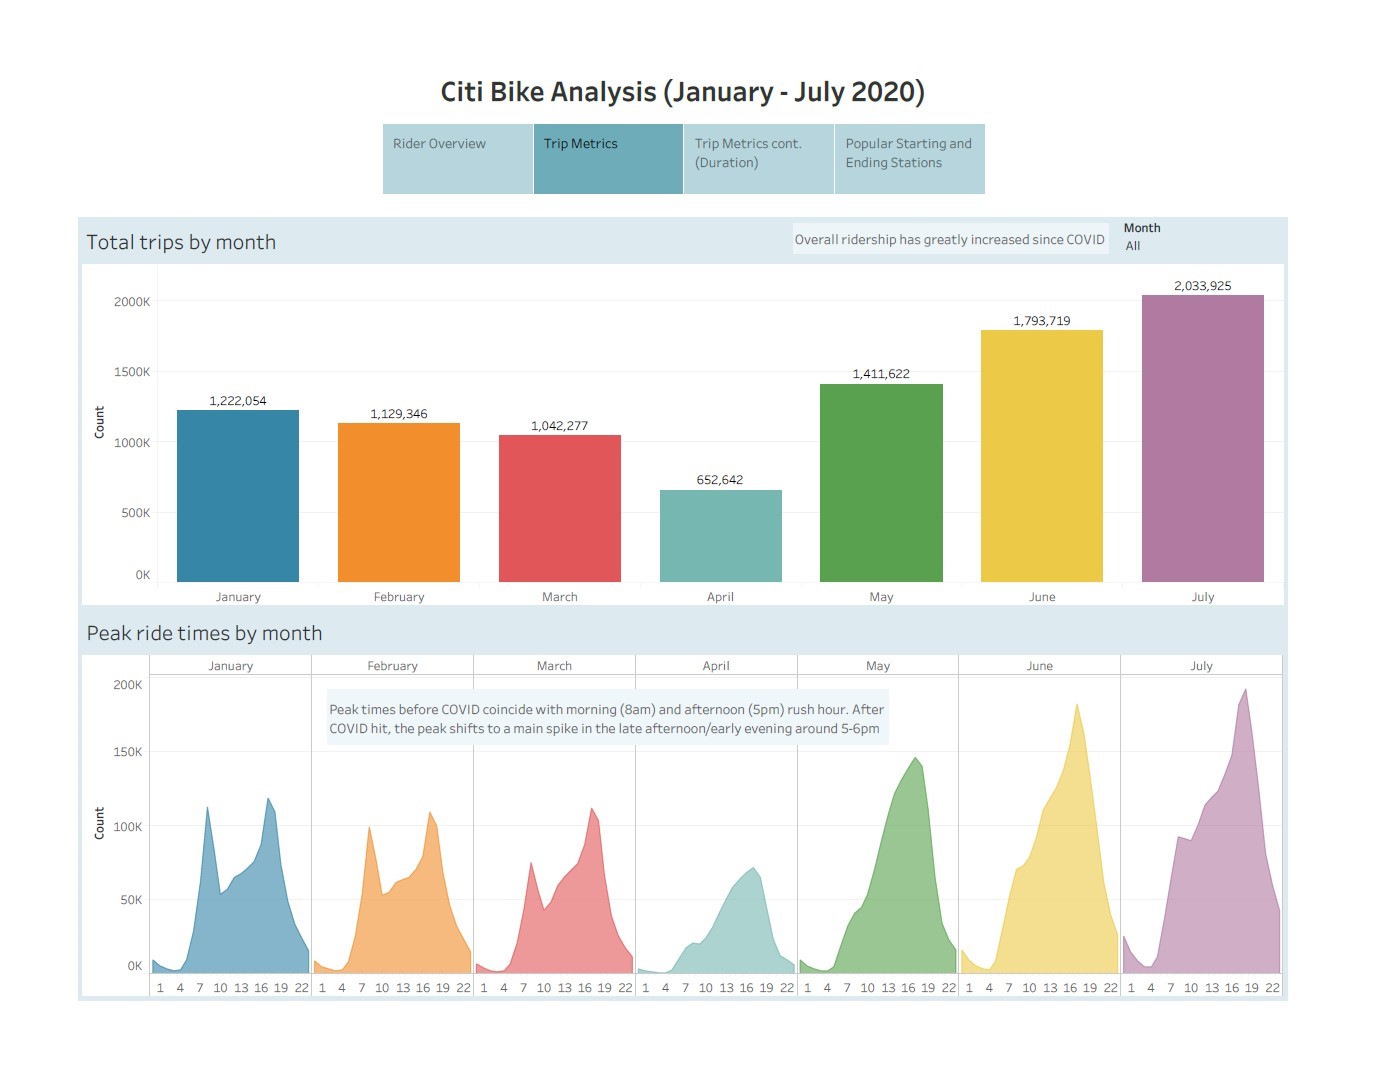 Citi Bike Analysis (January - July 2020)
Rider Overview
Trip Metrics
Trip Metrics cont.
(Duration)
Popular Starting and
Ending Stations
Total trips by month
Overall ridership has greatly increased since COVID
Month
All
Count
2000K
1500K
1000K
500K
0K
1,222,054
1,129,346
1,042,277
652,642
1,411,622
1,793,719
2,033,925
January February March April May June July
Peak ride times by month
January February March April May June July
Peak times before COVID coincide with morning (8am) and afternoon (5pm) rush hour. After
COVID hit, the peak shifts to a main spike in the late afternoon/early evening around 5-6pm
Count
200K
150K
100K
50K
0K
1 4 7 10 13 16 19 22 1 4 7 10 13 16 19 22 1 4 7 10 13 16 19 22 1 4 7 10 13 16 19 22 1 4 7 10 13 16 19 22 1 4 7 10 13 16 19 22 1 4 7 10 13 16 19 22